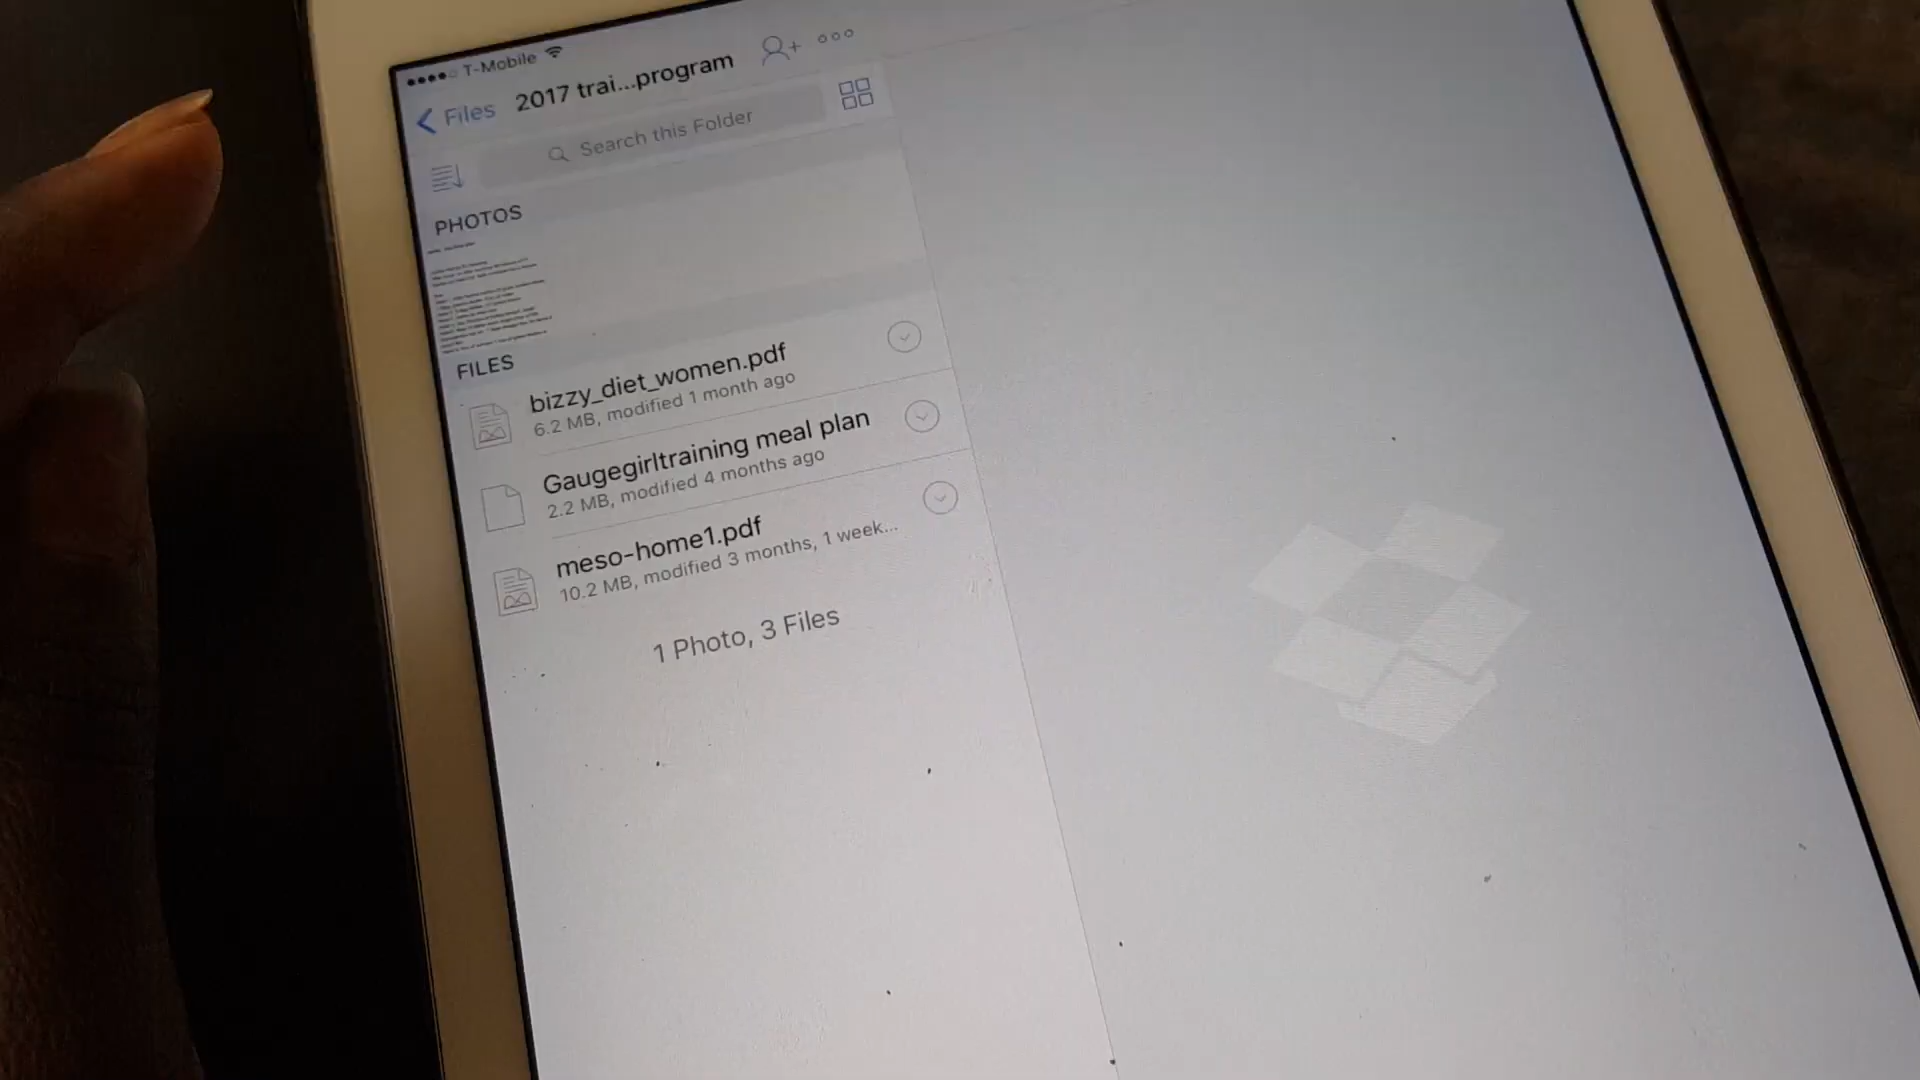 T-Mobile
Files 2017 trai...program
Search this Folder
PHOTOS
FILES
bizzy_diet_women.pdf
6.2 MB, modified 1 month ago
Gaugegirltraining meal plan
2.2 MB, modified 4 months ago
meso-home1.pdf
10.2 MB, modified 3 months, 1 week...
1 Photo, 3 Files